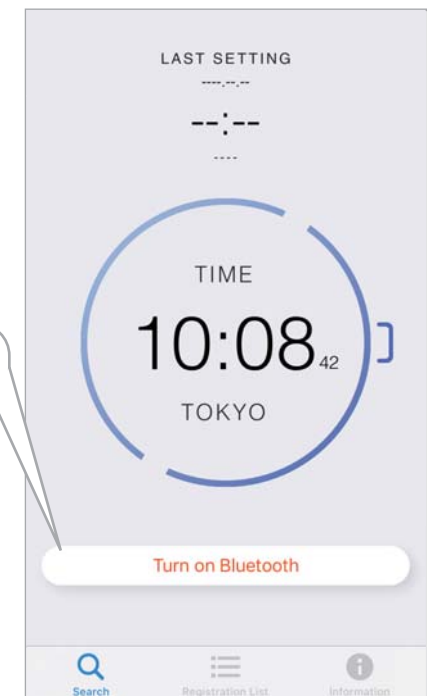 LAST SETTING
----.--.--
--:--
----
TIME
10:08 42
TOKYO
Turn on Bluetooth
Search
Registration List
Information